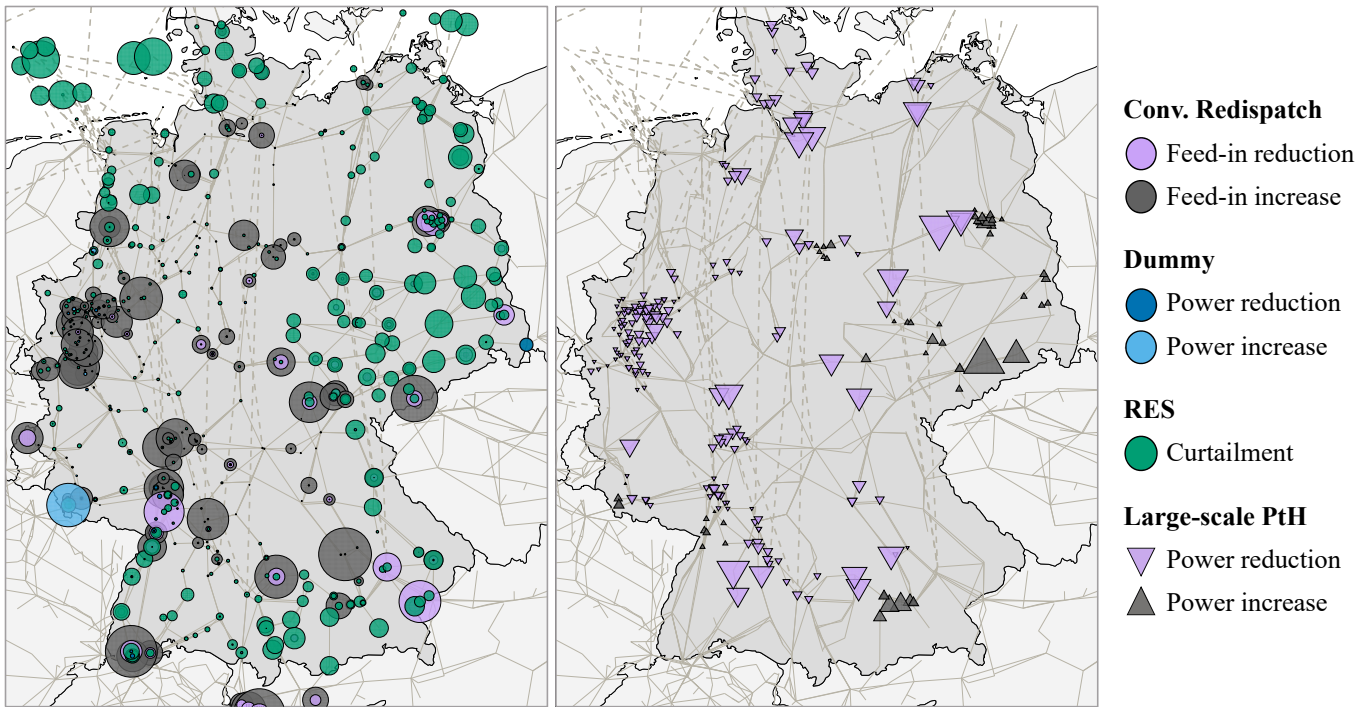 Conv. Redispatch
Feed-in reduction
Feed-in increase
Dummy
Power reduction
Power increase
RES
Curtailment
Large-scale PtH
Power reduction
Power increase